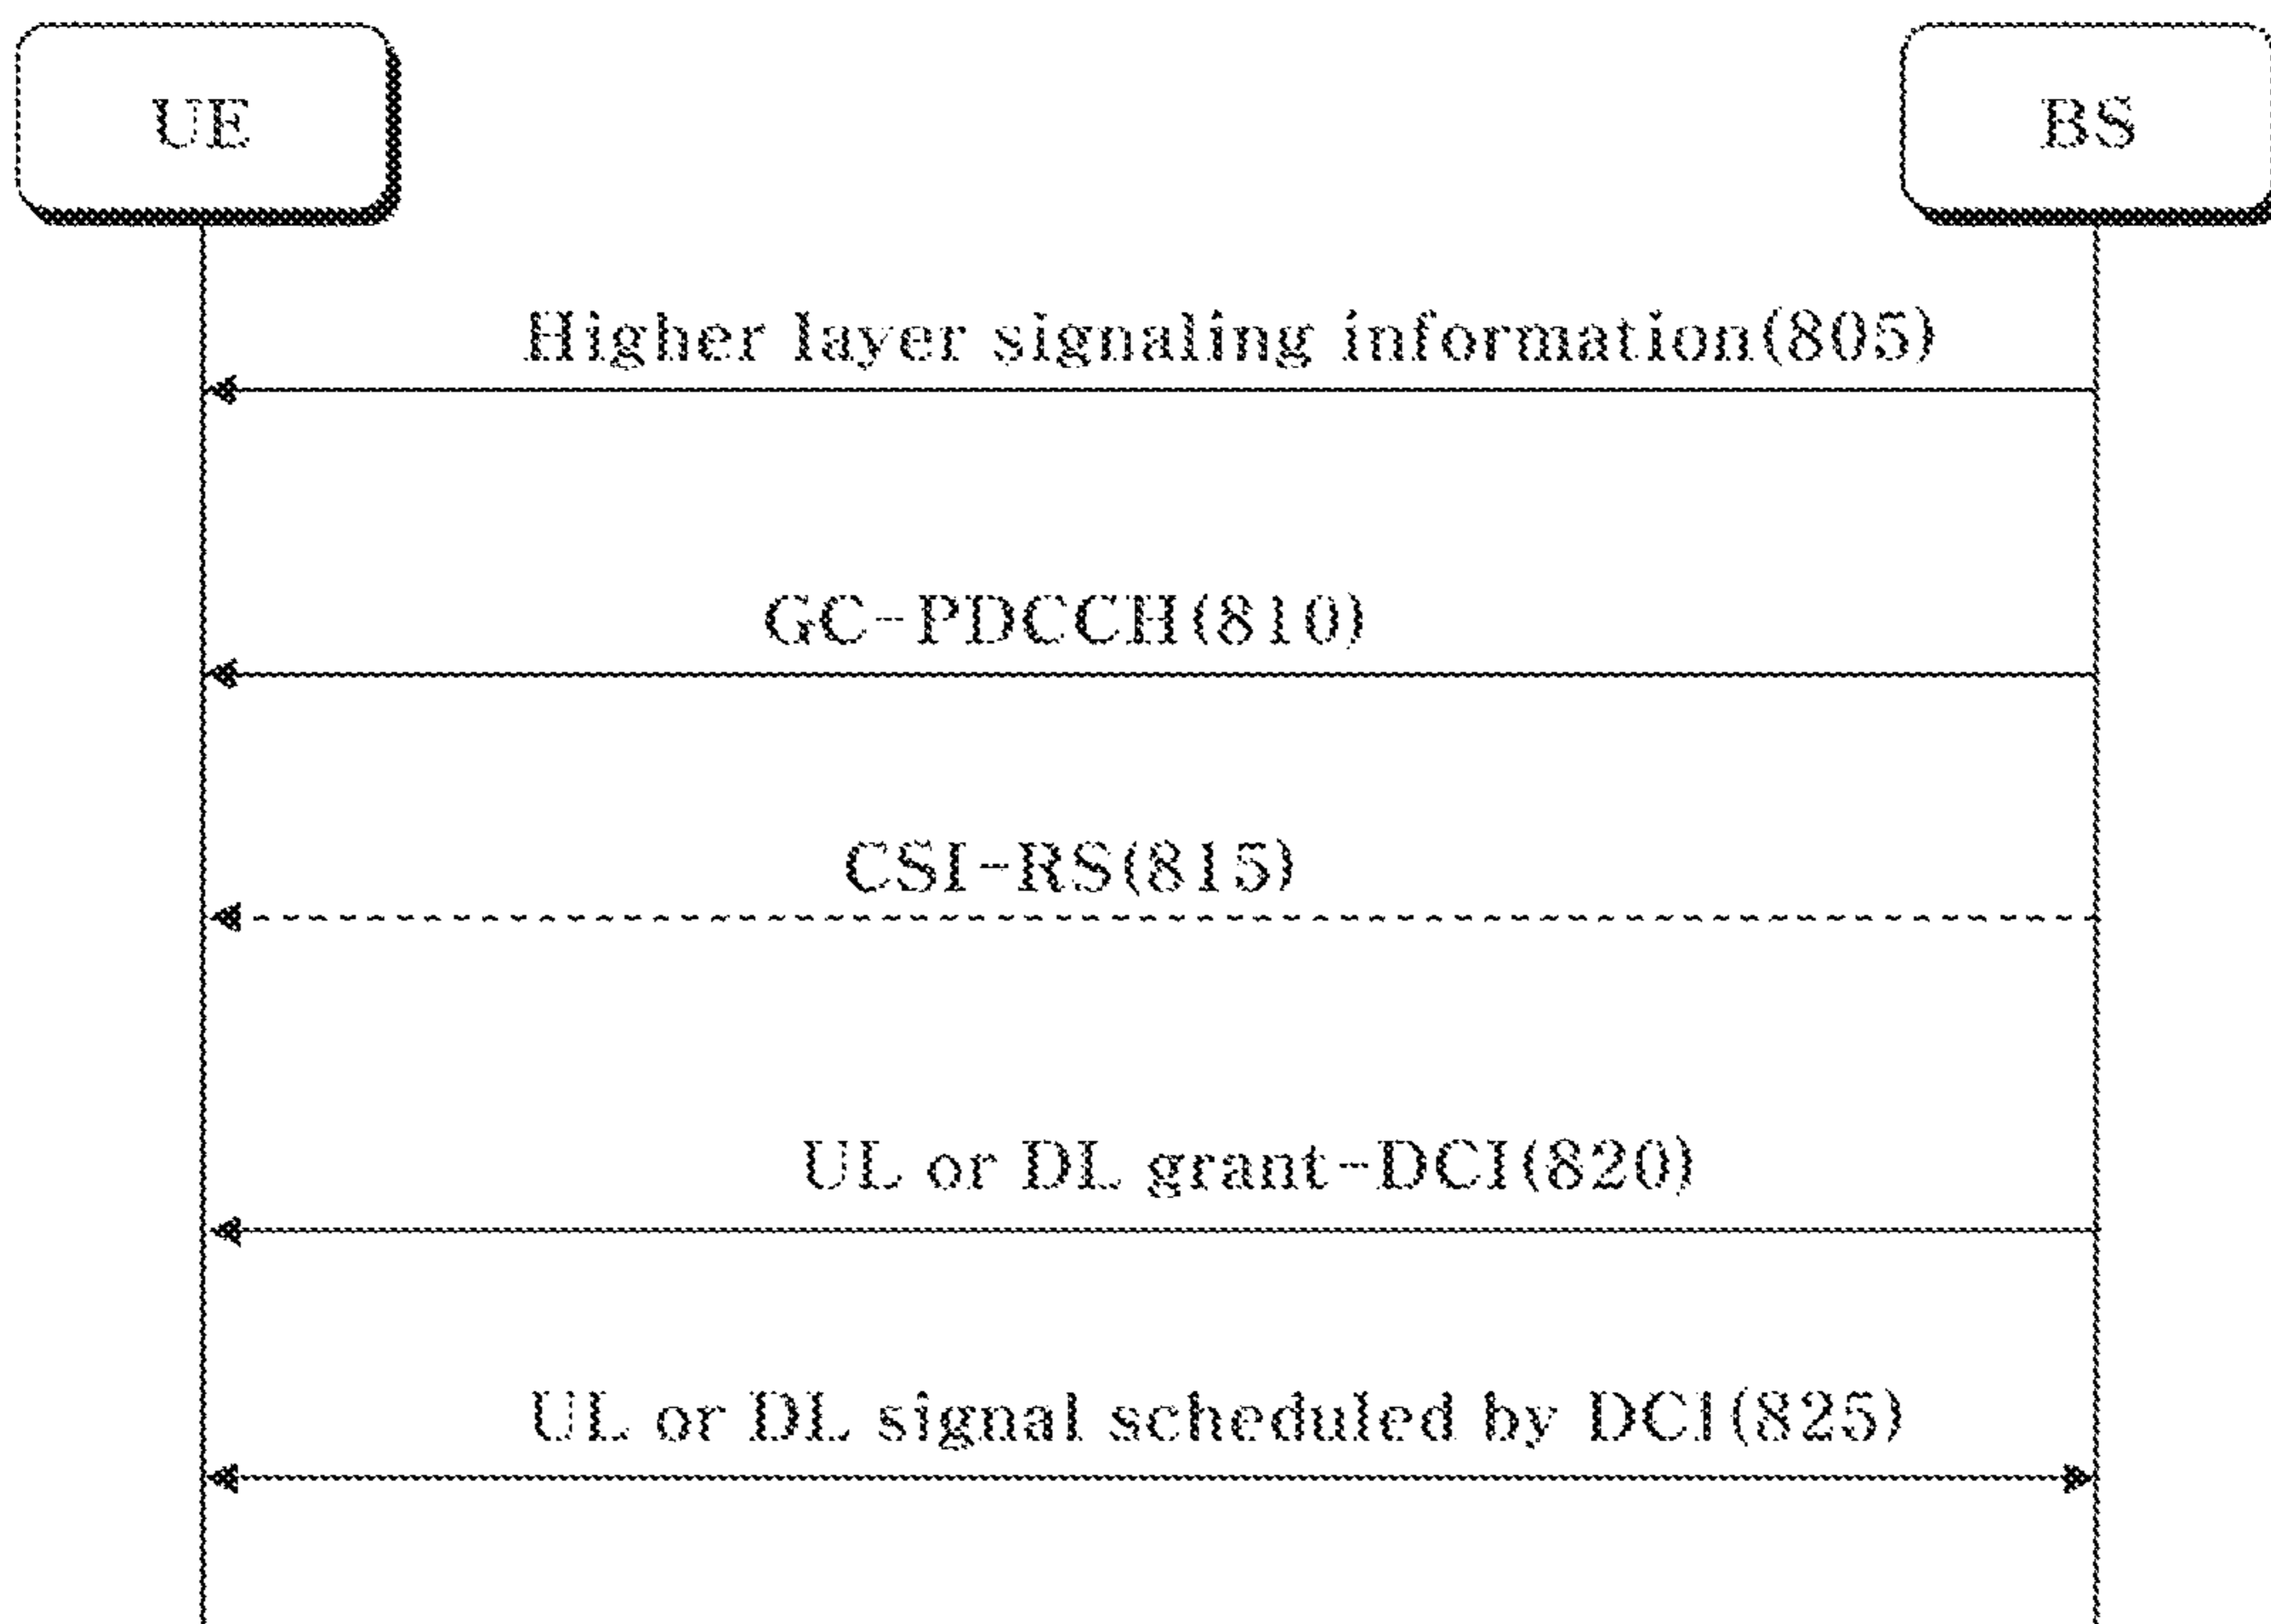 UE
BS
Higher layer signaling information(805)
GC-PDCCH(810)
CSI-RS(815)
UL or DL grant-DCI(820)
UL or DL signal scheduled by DCI(825)